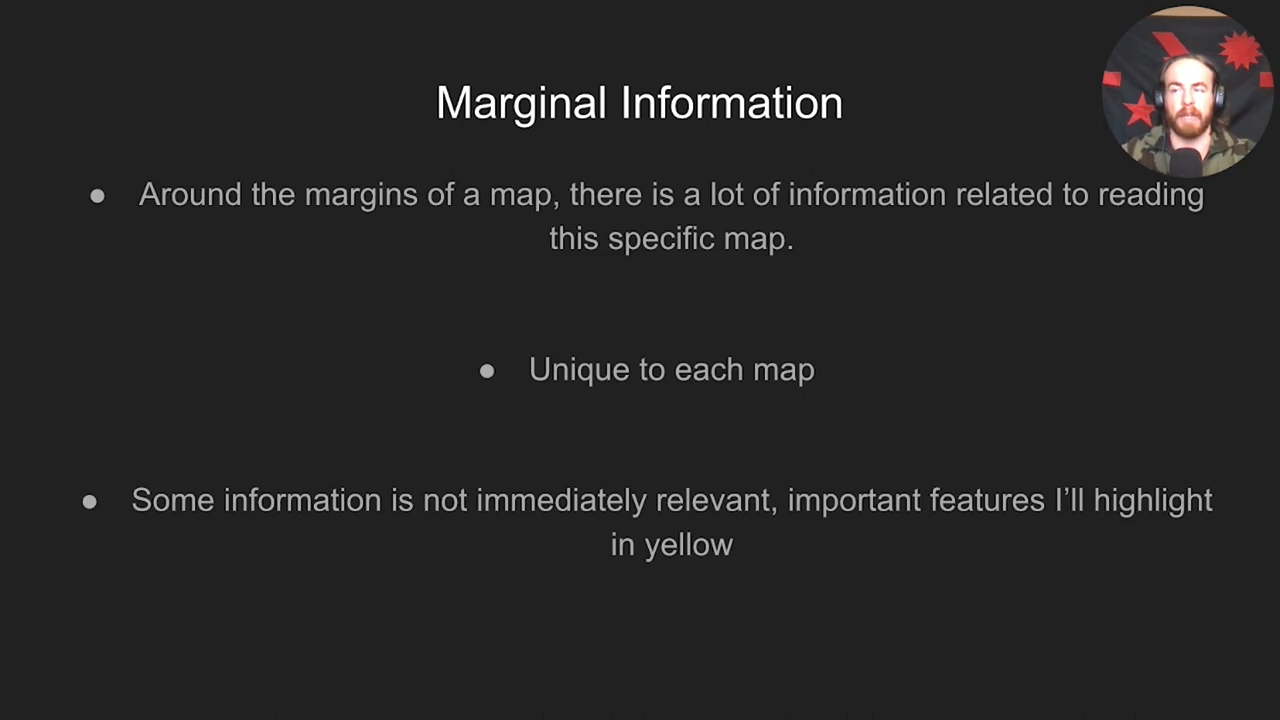 Marginal Information
● Around the margins of a map, there is a lot of information related to reading
this specific map.
● Unique to each map
● Some information is not immediately relevant, important features I’ll highlight
in yellow